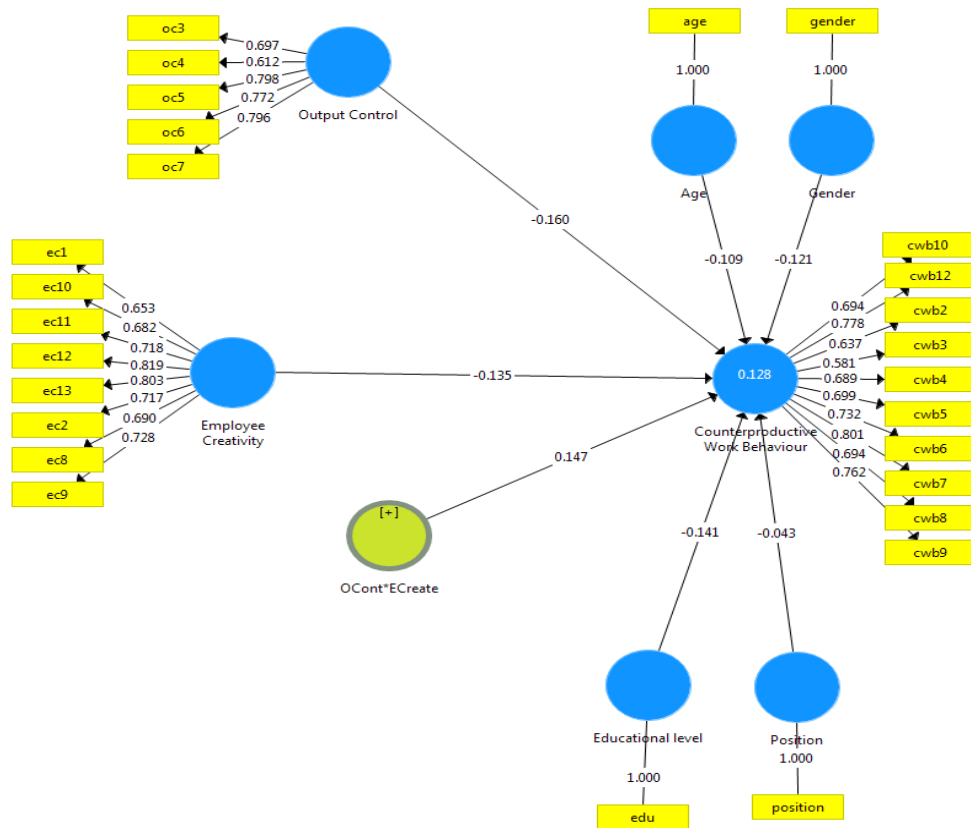 oc3
oc4
oc5
oc6
oc7
0.697
0.612
0.798
0.772
0.796
Output Control
age
gender
1.000
1.000
Age
Gender
-0.160
-0.109
-0.121
ec1
ec10
ec11
ec12
ec13
ec2
ec8
ec9
0.653
0.682
0.718
0.819
0.803
0.717
0.690
0.728
Employee
Creativity
-0.135
0.128
Counterproductive
Work Behaviour
cwb10
cwb12
cwb2
cwb3
cwb4
cwb5
cwb6
cwb7
cwb8
cwb9
0.694
0.778
0.637
0.581
0.689
0.699
0.732
0.801
0.694
0.762
0.147
[+]
OCont*ECreate
-0.141
-0.043
Educational level
Position
1.000
1.000
edu
position